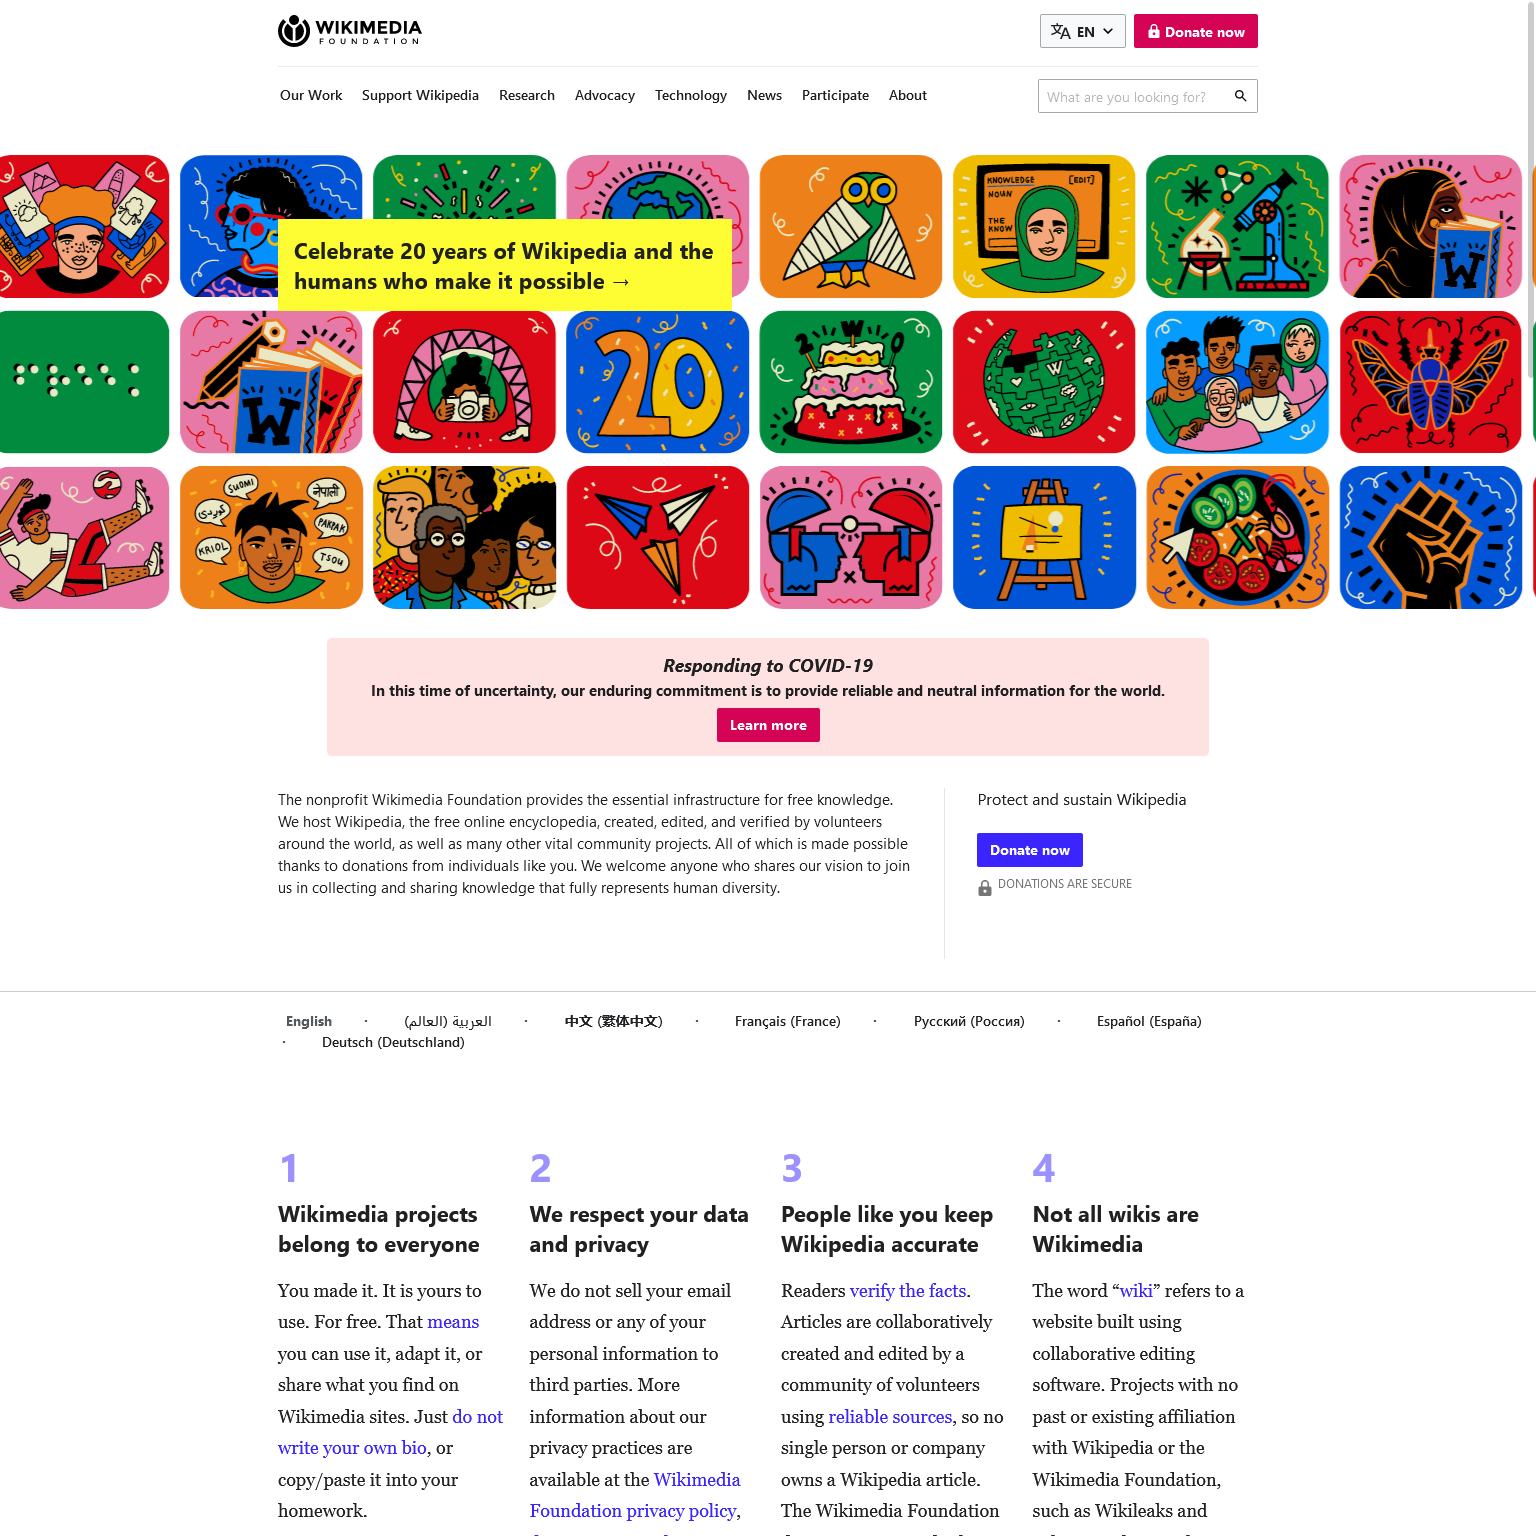 WIKIMEDIA
FOUNDATION
EN
Donate now
Our Work Support Wikipedia Research Advocacy Technology News Participate About
What are you looking for?
KNOWLEDGE [EDIT]
NOUN
THE
KNOW
W
Celebrate 20 years of Wikipedia and the
humans who make it possible →
⠺⠊⠅⠊
W
20
2 W 0
W
SUOMI
नेपाली
كوردی
PAKPAK
KRIOL
TSOU
Responding to COVID-19
In this time of uncertainty, our enduring commitment is to provide reliable and neutral information for the world.
Learn more
The nonprofit Wikimedia Foundation provides the essential infrastructure for free knowledge.
We host Wikipedia, the free online encyclopedia, created, edited, and verified by volunteers
around the world, as well as many other vital community projects. All of which is made possible
thanks to donations from individuals like you. We welcome anyone who shares our vision to join
us in collecting and sharing knowledge that fully represents human diversity.
Protect and sustain Wikipedia
Donate now
DONATIONS ARE SECURE
English · العربية (العالم) · 中文 (繁体中文) · Français (France) · Русский (Россия) · Español (España)
· Deutsch (Deutschland)
1
Wikimedia projects
belong to everyone
You made it. It is yours to
use. For free. That means
you can use it, adapt it, or
share what you find on
Wikimedia sites. Just do not
write your own bio, or
copy/paste it into your
homework.
2
We respect your data
and privacy
We do not sell your email
address or any of your
personal information to
third parties. More
information about our
privacy practices are
available at the Wikimedia
Foundation privacy policy,
3
People like you keep
Wikipedia accurate
Readers verify the facts.
Articles are collaboratively
created and edited by a
community of volunteers
using reliable sources, so no
single person or company
owns a Wikipedia article.
The Wikimedia Foundation
4
Not all wikis are
Wikimedia
The word “wiki” refers to a
website built using
collaborative editing
software. Projects with no
past or existing affiliation
with Wikipedia or the
Wikimedia Foundation,
such as Wikileaks and